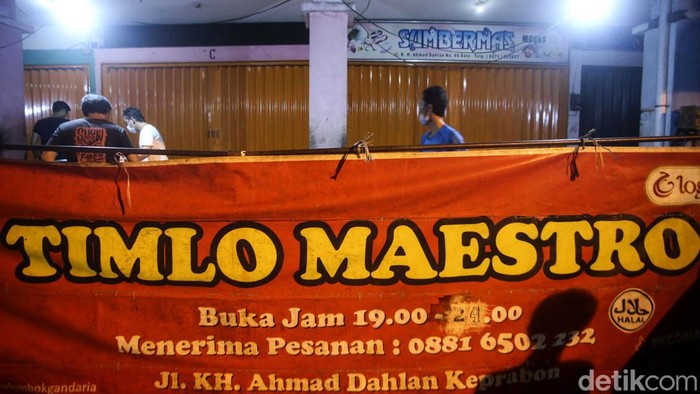 C
SUMBERMAS
TIMLO MAESTRO
Buka Jam 19.00 - 24.00
Menerima Pesanan : 0881 6502 232
HALAL
Jl. KH. Ahmad Dahlan Keprabon
detikcom